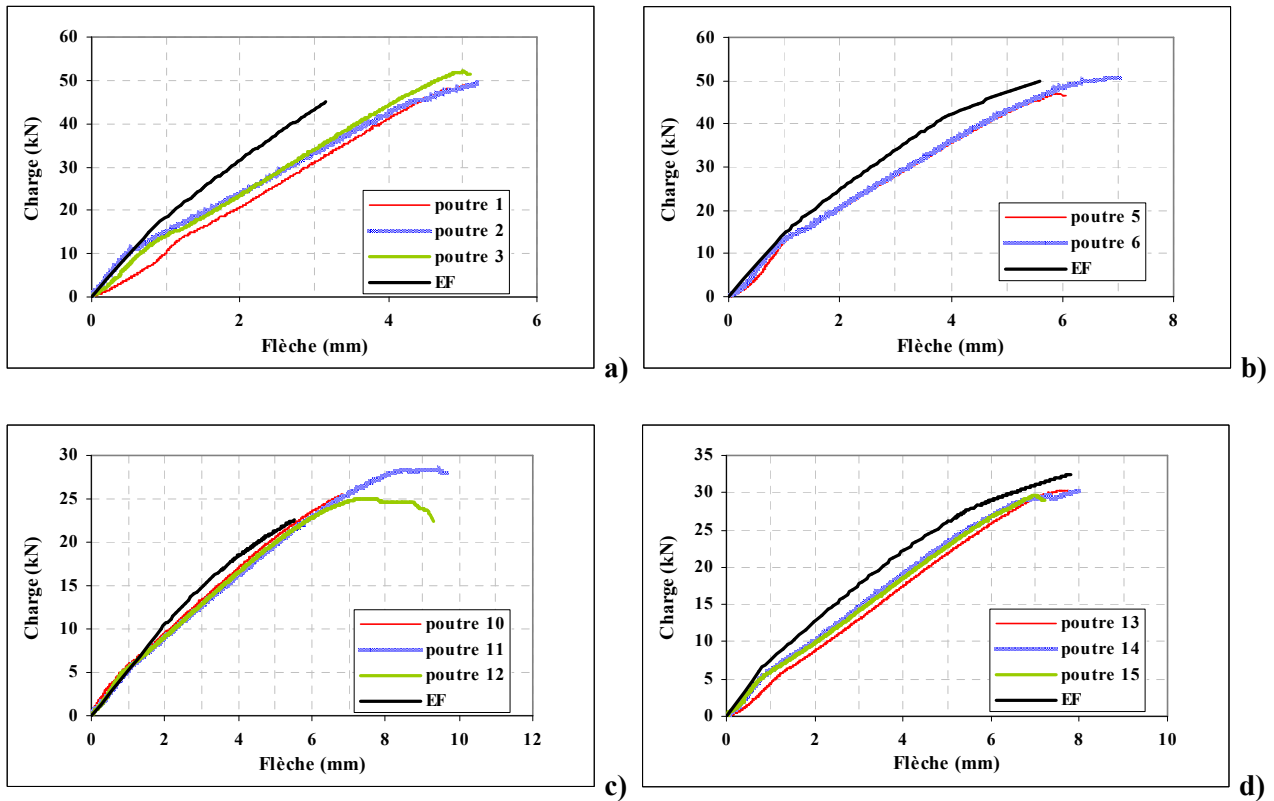 60
50
40
30
20
10
0
Charge (kN)
0 2 4 6
Flèche (mm)
poutre 1
poutre 2
poutre 3
EF
a)
60
50
40
30
20
10
0
Charge (kN)
0 2 4 6 8
Flèche (mm)
poutre 5
poutre 6
EF
b)
30
25
20
15
10
5
0
Charge (kN)
0 2 4 6 8 10 12
Flèche (mm)
poutre 10
poutre 11
poutre 12
EF
c)
35
30
25
20
15
10
5
0
Charge (kN)
0 2 4 6 8 10
Flèche (mm)
poutre 13
poutre 14
poutre 15
EF
d)